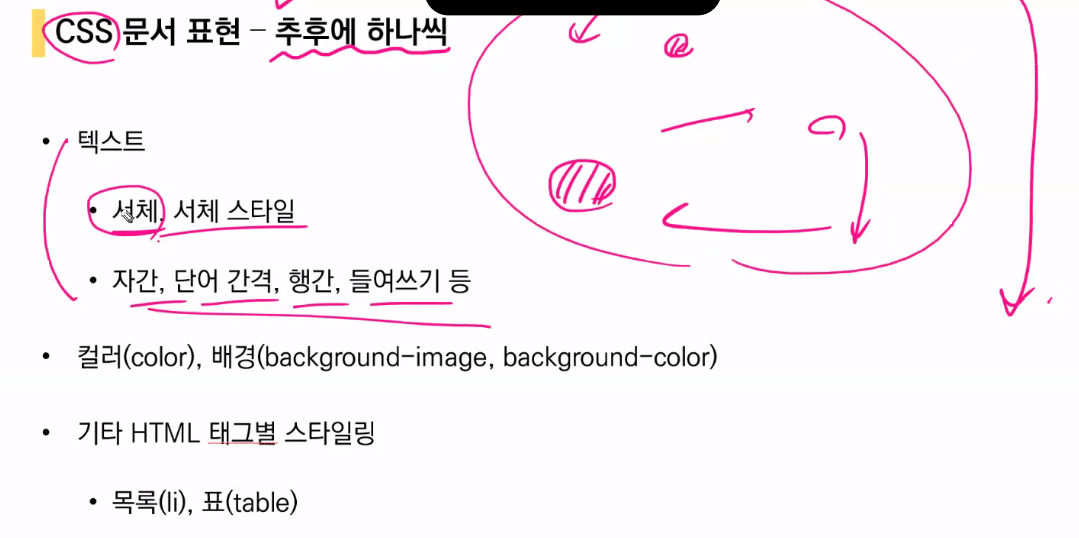 CSS 문서 표현 – 추후에 하나씩
• 텍스트
• 서체, 서체 스타일
• 자간, 단어 간격, 행간, 들여쓰기 등
• 컬러(color), 배경(background-image, background-color)
• 기타 HTML 태그별 스타일링
• 목록(li), 표(table)